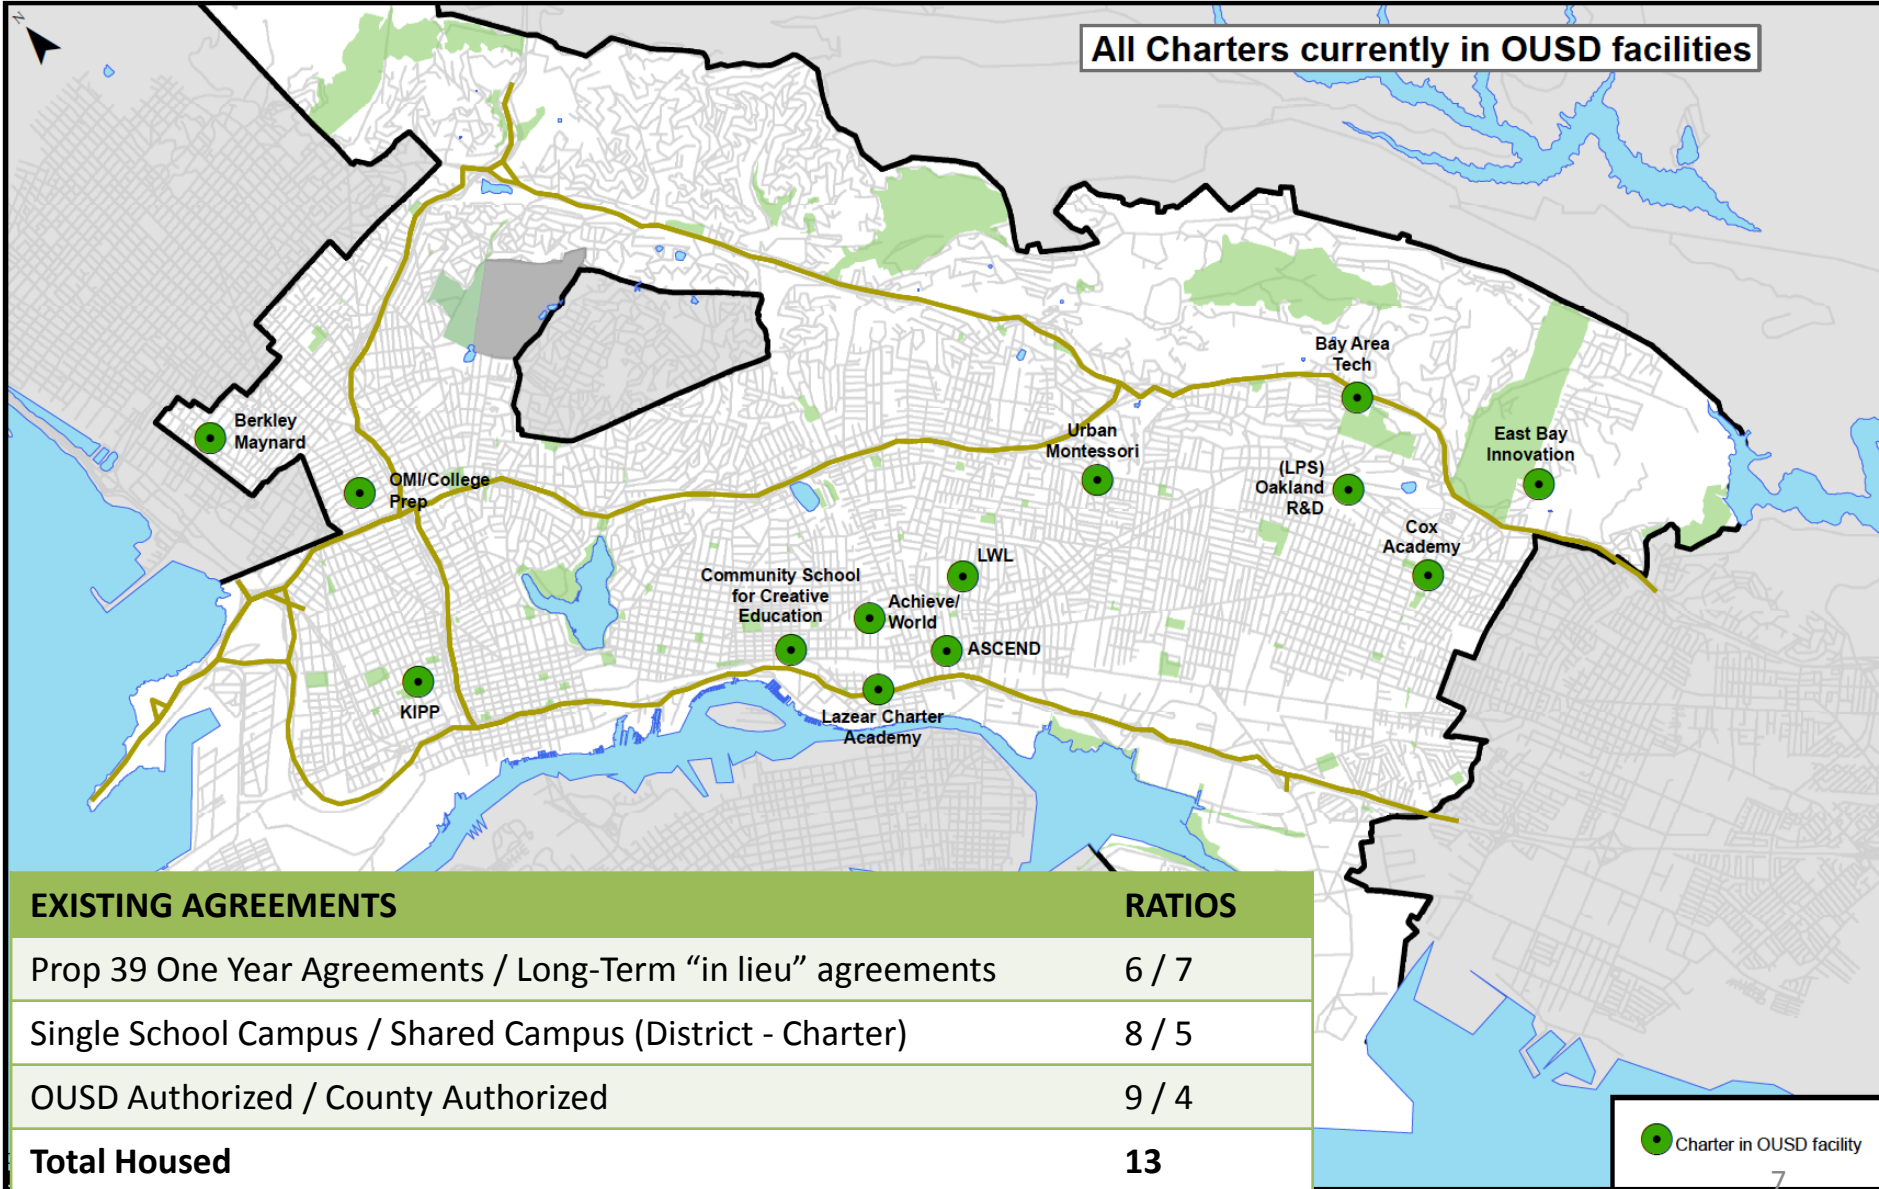 N
All Charters currently in OUSD facilities
Bay Area
Tech
Berkley
Maynard
OMI/College
Prep
Urban
Montessori
East Bay
Innovation
(LPS)
Oakland
R&D
Cox
Academy
LWL
Community School
for Creative
Education
Achieve/
World
ASCEND
KIPP
Lazear Charter
Academy
EXISTING AGREEMENTS RATIOS
Prop 39 One Year Agreements / Long-Term “in lieu” agreements 6 / 7
Single School Campus / Shared Campus (District - Charter) 8 / 5
OUSD Authorized / County Authorized 9 / 4
Total Housed 13
Charter in OUSD facility
7